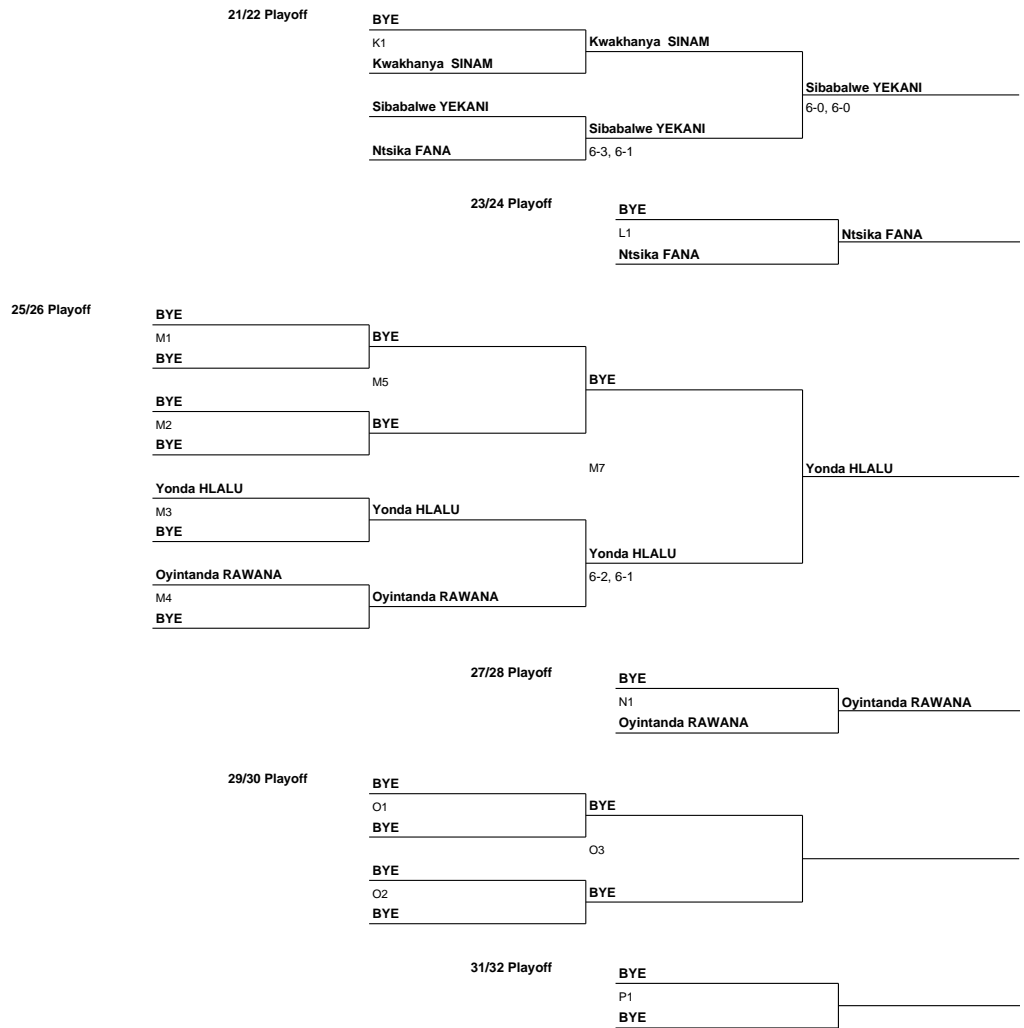 21/22 Playoff
BYE
K1
Kwakhanya  SINAM
Kwakhanya  SINAM
Sibabalwe YEKANI
6-0, 6-0
Sibabalwe YEKANI
Sibabalwe YEKANI
Ntsika FANA
6-3, 6-1
23/24 Playoff
BYE
L1
Ntsika FANA
Ntsika FANA
25/26 Playoff
BYE
M1
BYE
BYE
M5
BYE
BYE
M2
BYE
BYE
M7
Yonda HLALU
Yonda HLALU
M3
Yonda HLALU
BYE
Yonda HLALU
6-2, 6-1
Oyintanda RAWANA
M4
Oyintanda RAWANA
BYE
27/28 Playoff
BYE
N1
Oyintanda RAWANA
Oyintanda RAWANA
29/30 Playoff
BYE
O1
BYE
BYE
O3
BYE
O2
BYE
BYE
31/32 Playoff
BYE
P1
BYE